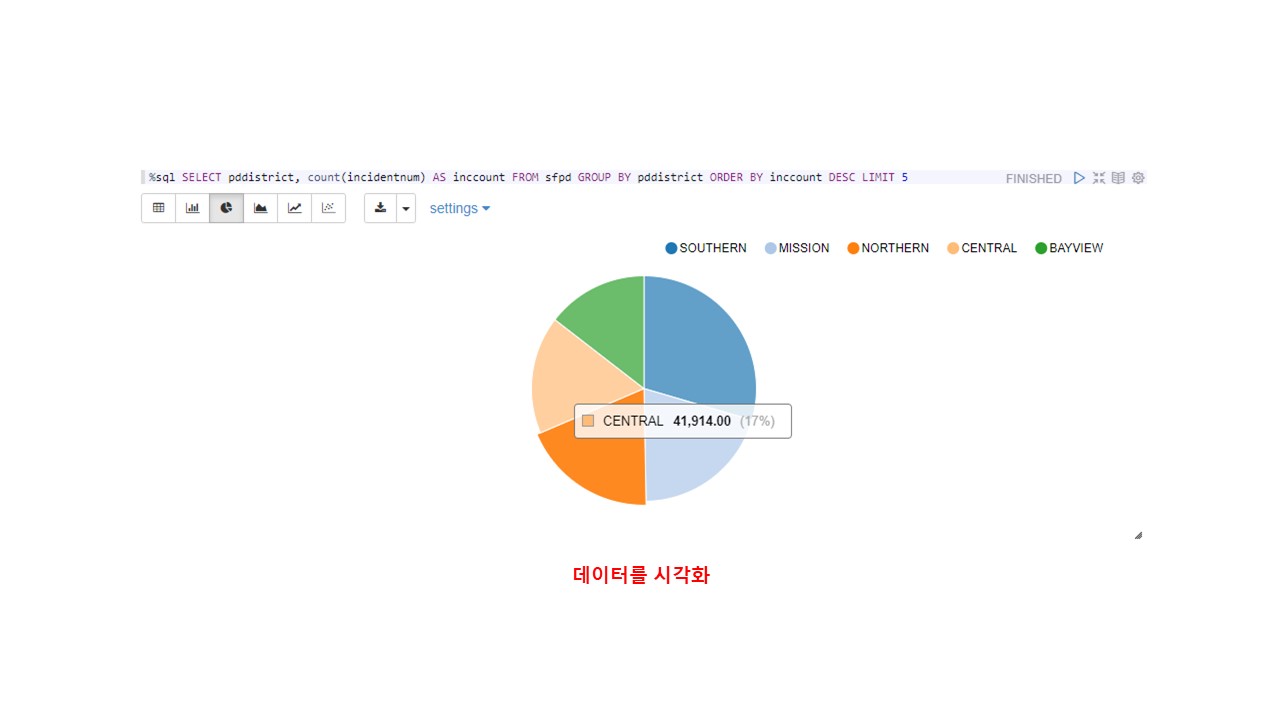 %sql SELECT pddistrict, count(incidentnum) AS inccount FROM sfpd GROUP BY pddistrict ORDER BY inccount DESC LIMIT 5
FINISHED
settings
SOUTHERN MISSION NORTHERN CENTRAL BAYVIEW
CENTRAL 41,914.00 (17%)
데이터를 시각화